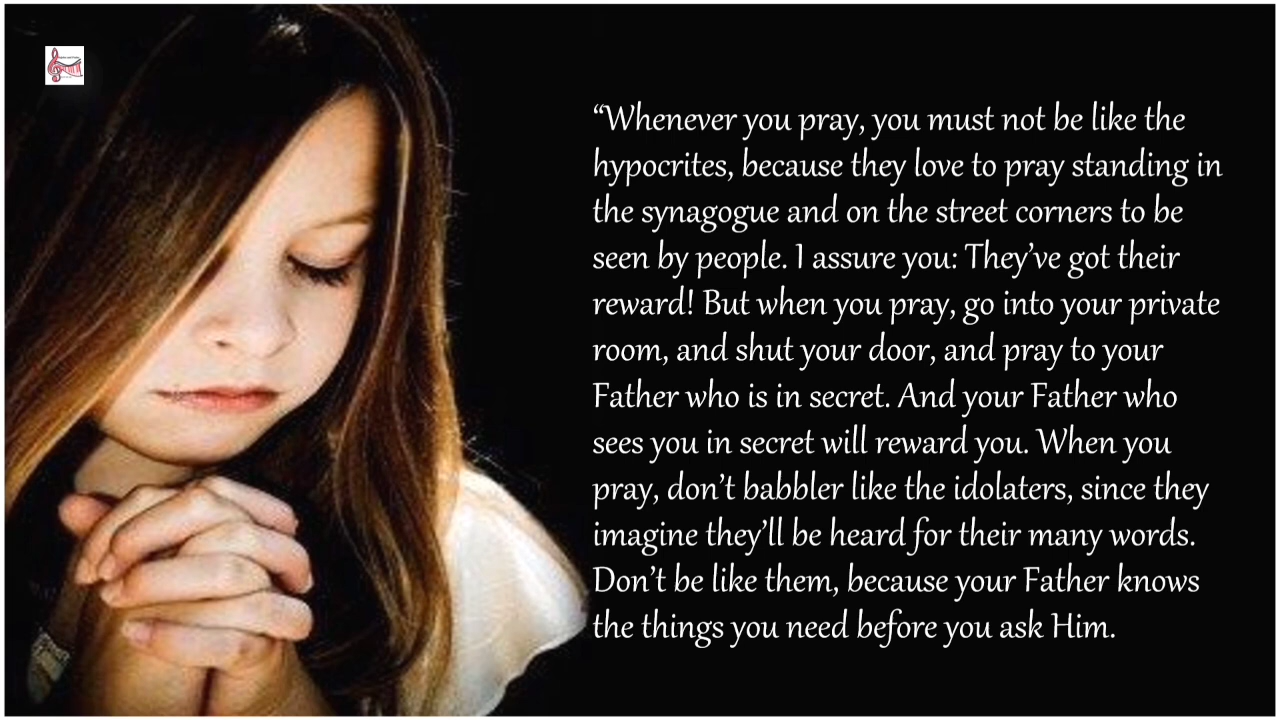 “Whenever you pray, you must not be like the
hypocrites, because they love to pray standing in
the synagogue and on the street corners to be
seen by people. I assure you: They’ve got their
reward! But when you pray, go into your private
room, and shut your door, and pray to your
Father who is in secret. And your Father who
sees you in secret will reward you. When you
pray, don’t babbler like the idolaters, since they
imagine they’ll be heard for their many words.
Don’t be like them, because your Father knows
the things you need before you ask Him.